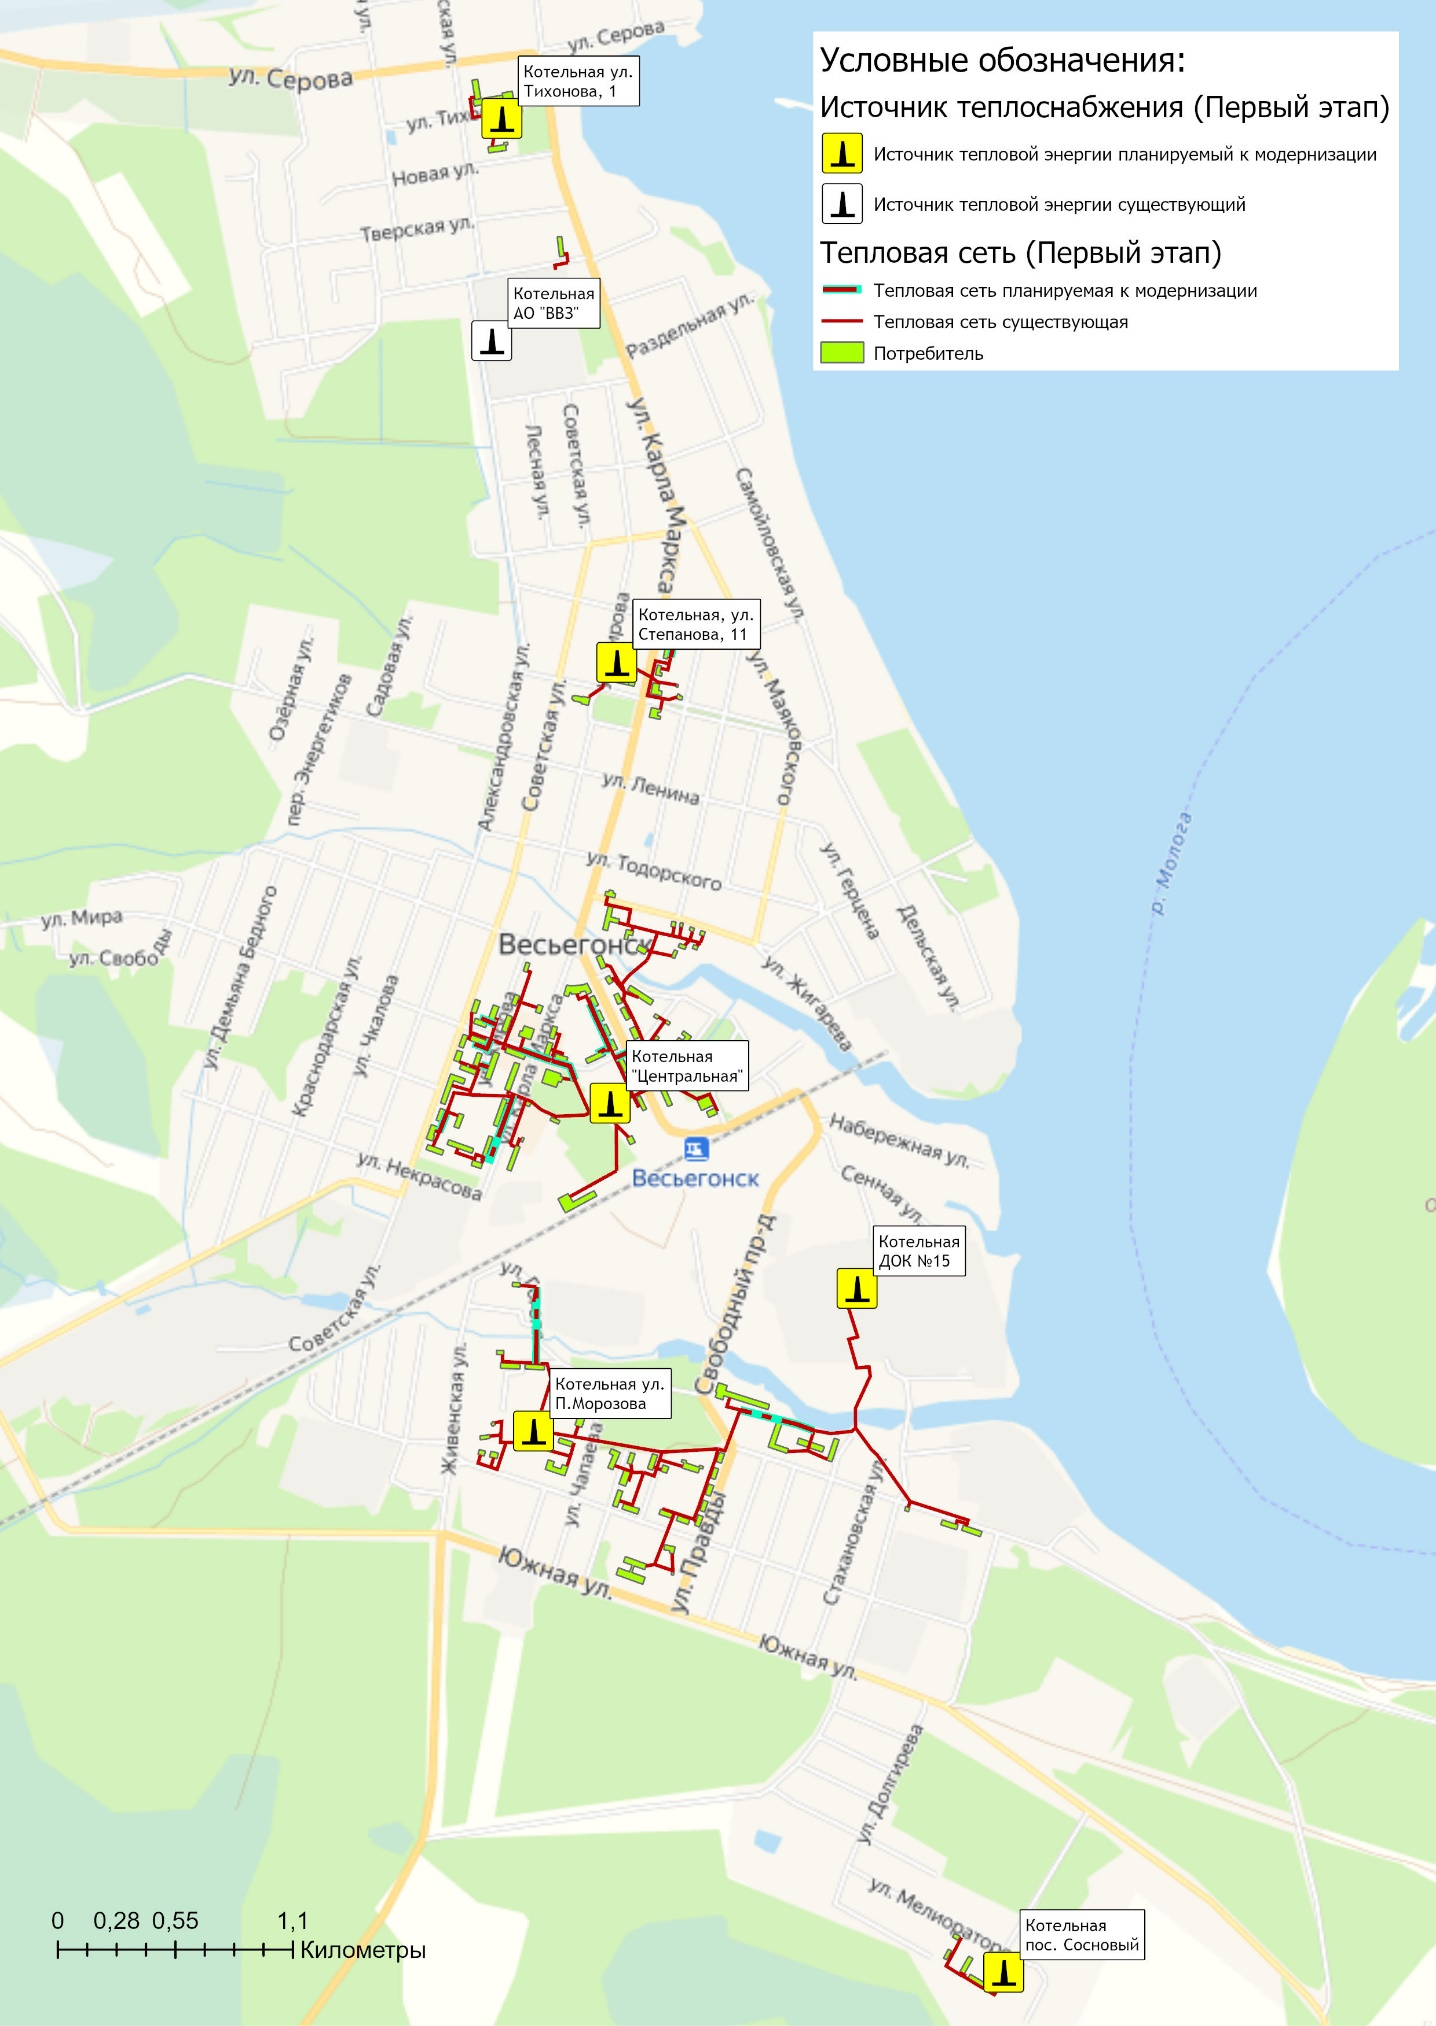 ул. Серова
ул. Серова
Котельная ул.
Тихонова, 1
Новая ул.
Тверская ул.
Котельная
АО "ВВЗ"
Раздельная ул.
Условные обозначения:
Источник теплоснабжения (Первый этап)
Источник тепловой энергии планируемый к модернизации
Источник тепловой энергии существующий
Тепловая сеть (Первый этап)
Тепловая сеть планируемая к модернизации
Тепловая сеть существующая
Потребитель
ул. Карла Маркса
Советская ул.
Лесная ул.
Самойловская ул.
Котельная, ул.
Степанова, 11
Озёрная ул.
пер. Энергетиков
Садовая ул.
Александровская ул.
Советская ул.
ул. Маяковского
ул. Ленина
ул. Тодорского
ул. Герцена
Дельская ул.
р. Молога
ул. Мира
ул. Свободы
ул. Демьяна Бедного
Краснодарская ул.
ул. Чкалова
Весьегонск
ул. Жигарева
Котельная
"Центральная"
ул. Карла Маркса
ул. Некрасова
Весьегонск
Набережная ул.
Сенная ул.
Котельная
ДОК №15
Советская ул.
Свободный пр-д
Живенская ул.
Котельная ул.
П.Морозова
ул. Чапаева
ул. Правды
Стахановская ул.
Южная ул.
Южная ул.
ул. Долгирева
ул. Мелиораторо
Котельная
пос. Сосновый
0 0,28 0,55 1,1
Километры